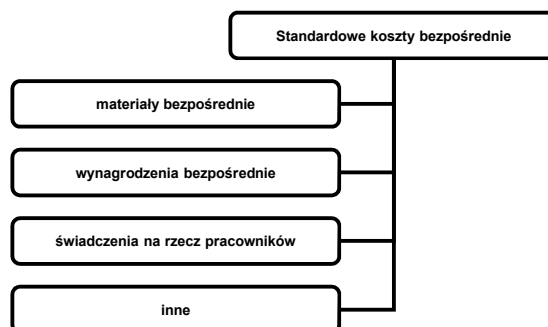 Standardowe koszty bezpośrednie
materiały bezpośrednie
wynagrodzenia bezpośrednie
świadczenia na rzecz pracowników
inne